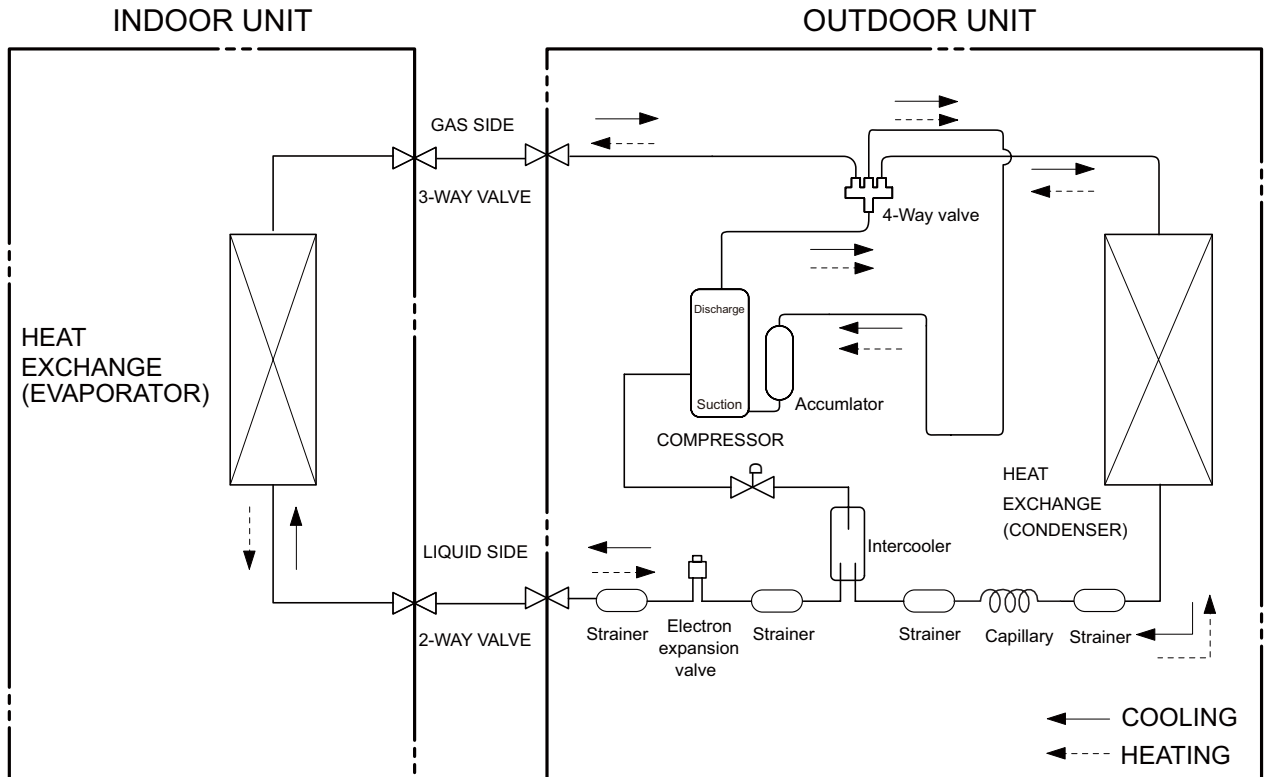 INDOOR UNIT
OUTDOOR UNIT
GAS SIDE
3-WAY VALVE
4-Way valve
HEAT
EXCHANGE
(EVAPORATOR)
Discharge
Suction
Accumlator
COMPRESSOR
HEAT
EXCHANGE
(CONDENSER)
Intercooler
LIQUID SIDE
2-WAY VALVE
Strainer
Electron
expansion
valve
Strainer
Strainer
Capillary
Strainer
COOLING
HEATING